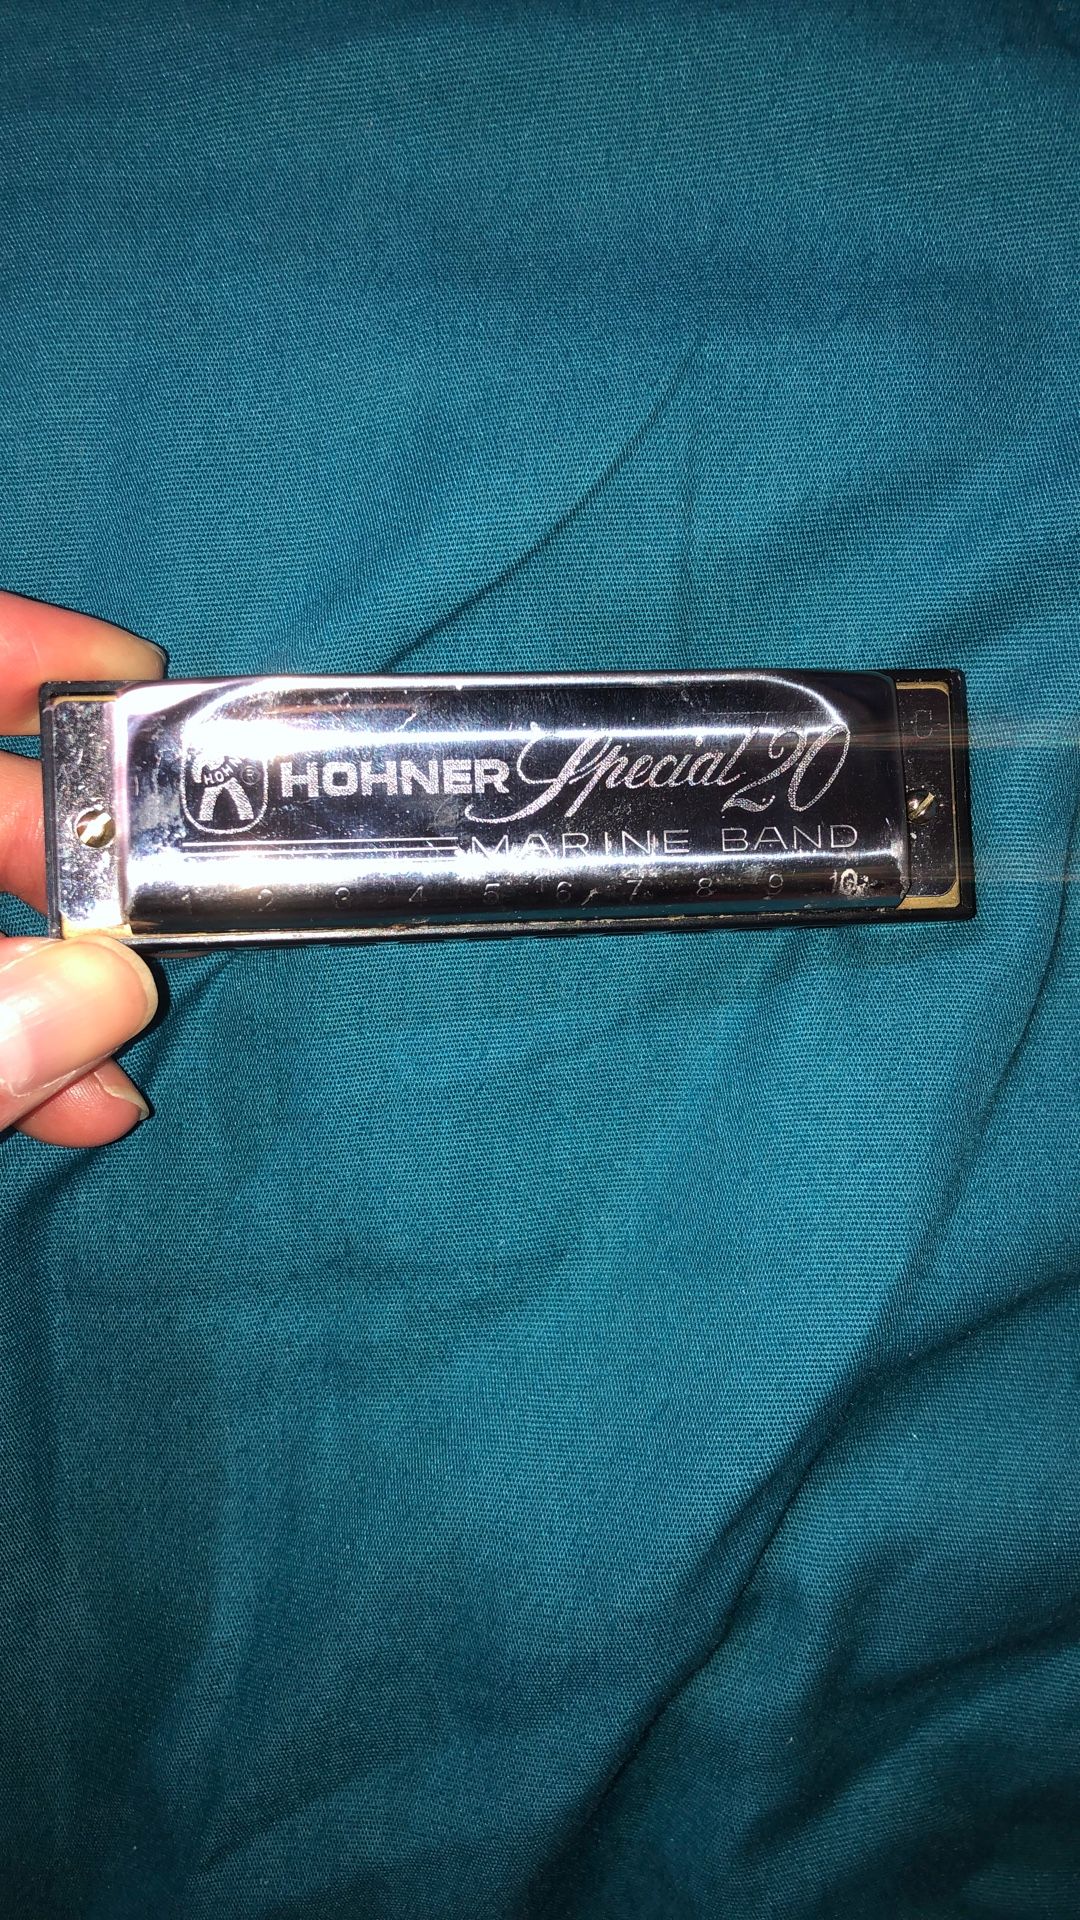 C
HOHNER Special 20
MARINE BAND
1 2 3 4 5 6 7 8 9 10